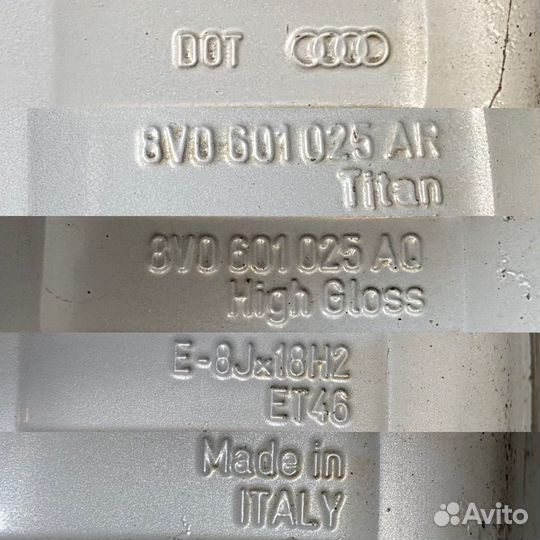 DOT
8V0 601 025 AR
Titan
8V0 601 025 AQ
High Gloss
E-8Jx18H2
ET46
Made in
ITALY
Avito